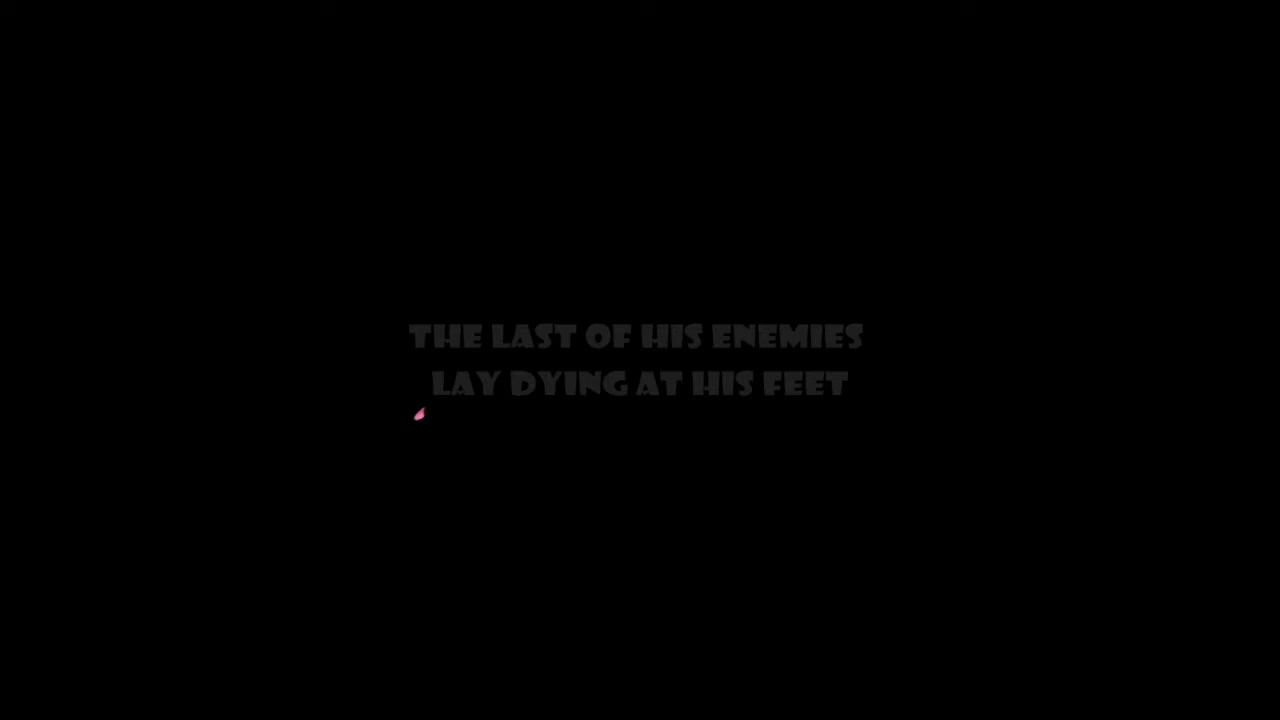 THE LAST OF HIS ENEMIES
LAY DYING AT HIS FEET